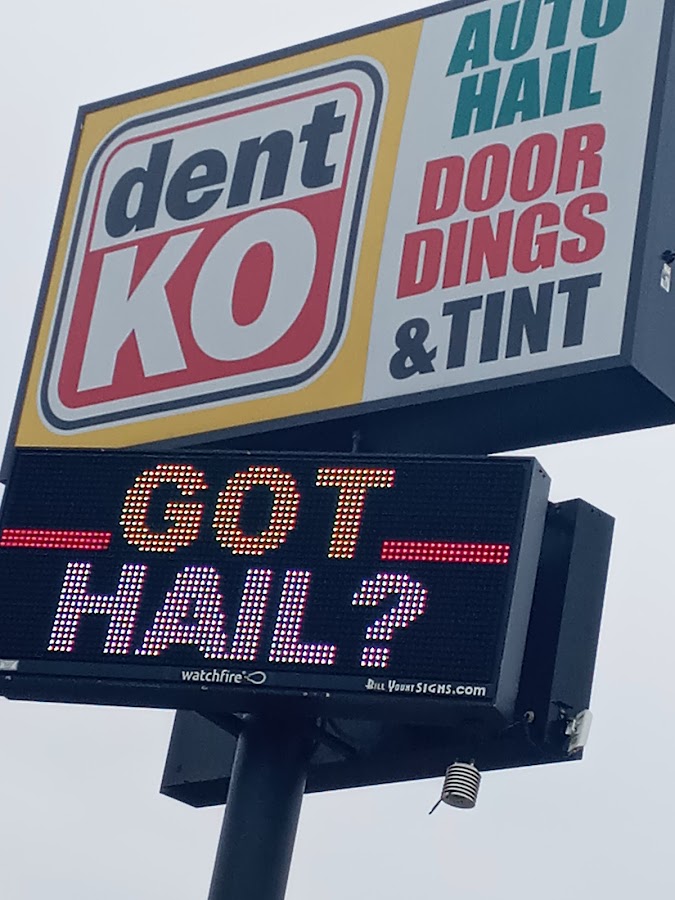 dent
KO
AUTO
HAIL
DOOR
DINGS
& TINT
GOT
HAIL?
watchfire
BILL YOUNT SIGNS.com